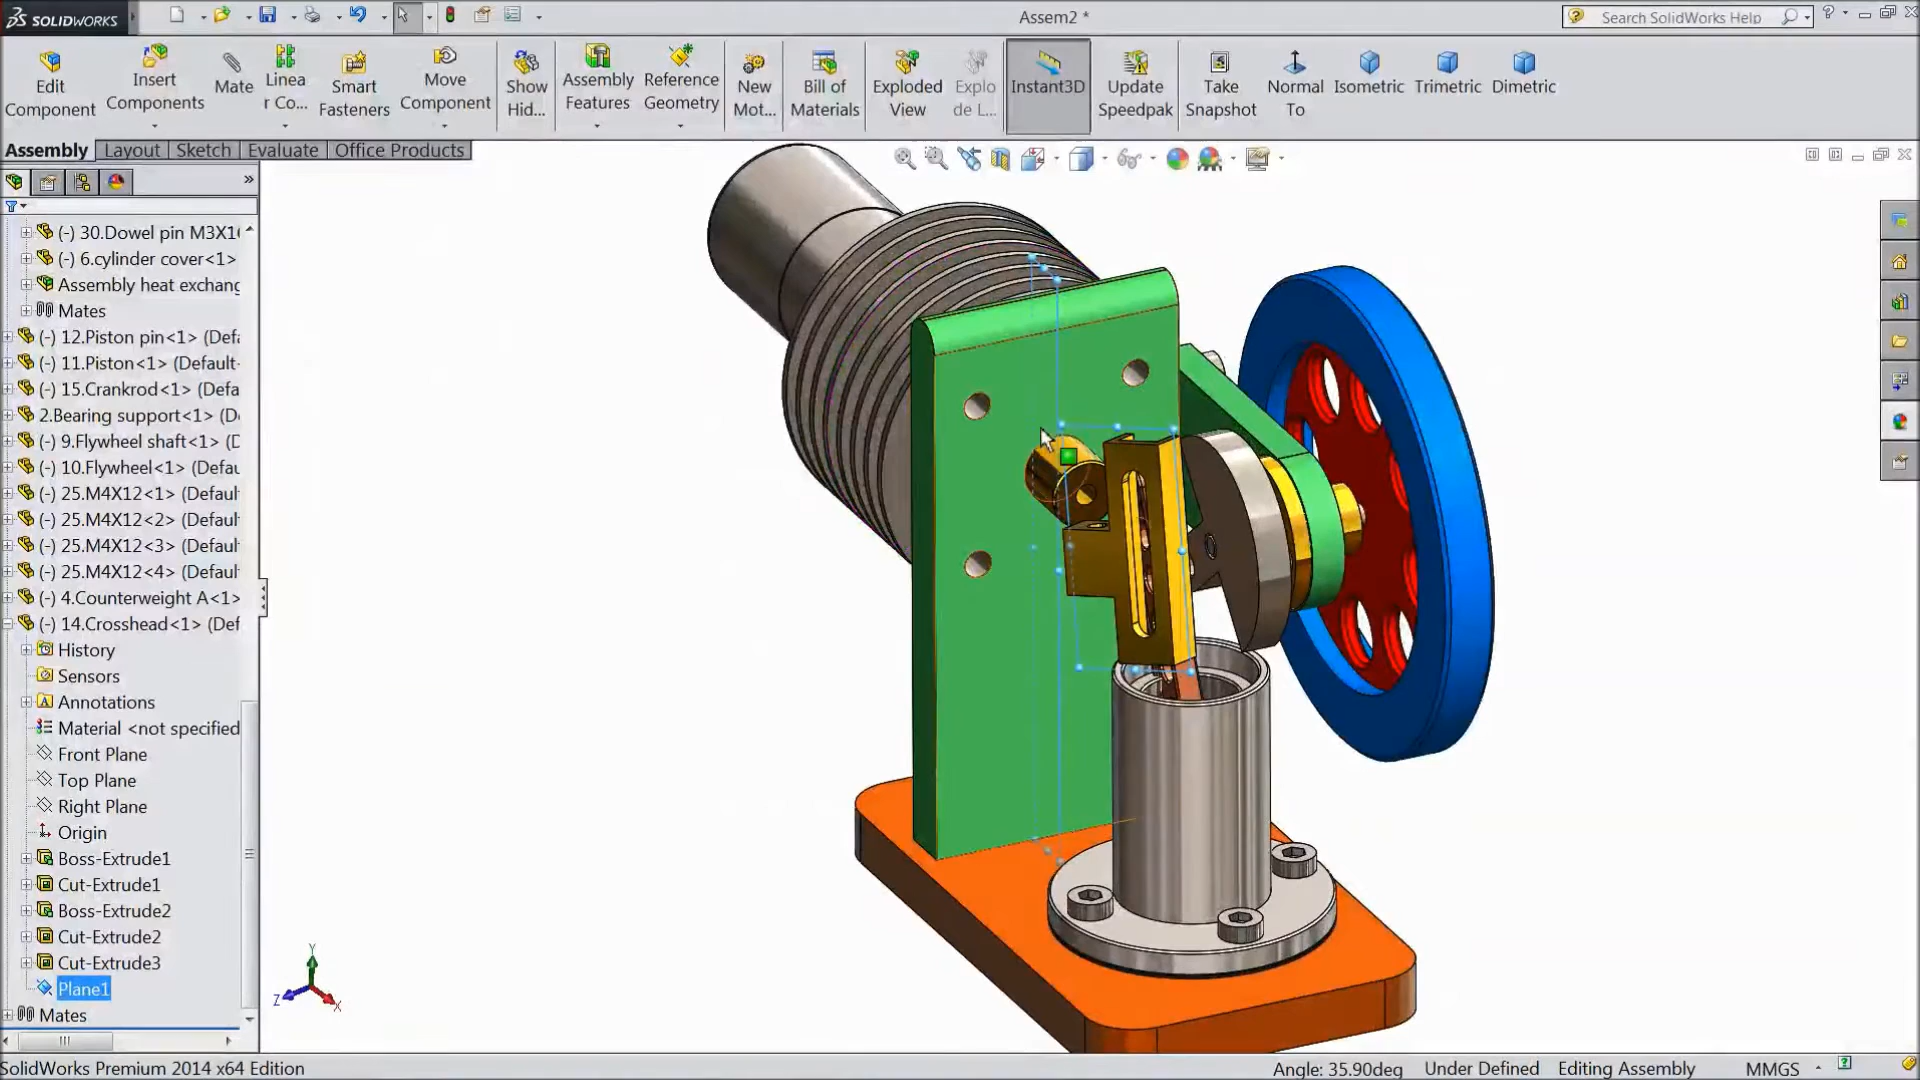 SOLIDWORKS
Assem2 *
Search SolidWorks Help
Edit Component
Insert Components
Mate
Linea r Co...
Smart Fasteners
Move Component
Show Hid...
Assembly Features
Reference Geometry
New Mot...
Bill of Materials
Exploded View
Explo de L...
Instant3D
Update Speedpak
Take Snapshot
Normal To
Isometric
Trimetric
Dimetric
Assembly
Layout
Sketch
Evaluate
Office Products
(-) 30.Dowel pin M3X1
(-) 6.cylinder cover<1>
Assembly heat exchang
Mates
(-) 12.Piston pin<1> (Defa
(-) 11.Piston<1> (Default-
(-) 15.Crankrod<1> (Defa
2.Bearing support<1> (D
(-) 9.Flywheel shaft<1> (D
(-) 10.Flywheel<1> (Defau
(-) 25.M4X12<1> (Default
(-) 25.M4X12<2> (Default
(-) 25.M4X12<3> (Default
(-) 25.M4X12<4> (Default
(-) 4.Counterweight A<1>
(-) 14.Crosshead<1> (Def
History
Sensors
Annotations
Material <not specified
Front Plane
Top Plane
Right Plane
Origin
Boss-Extrude1
Cut-Extrude1
Boss-Extrude2
Cut-Extrude2
Cut-Extrude3
Plane1
Mates
Y
Z
X
SolidWorks Premium 2014 x64 Edition
Angle: 35.90deg
Under Defined
Editing Assembly
MMGS